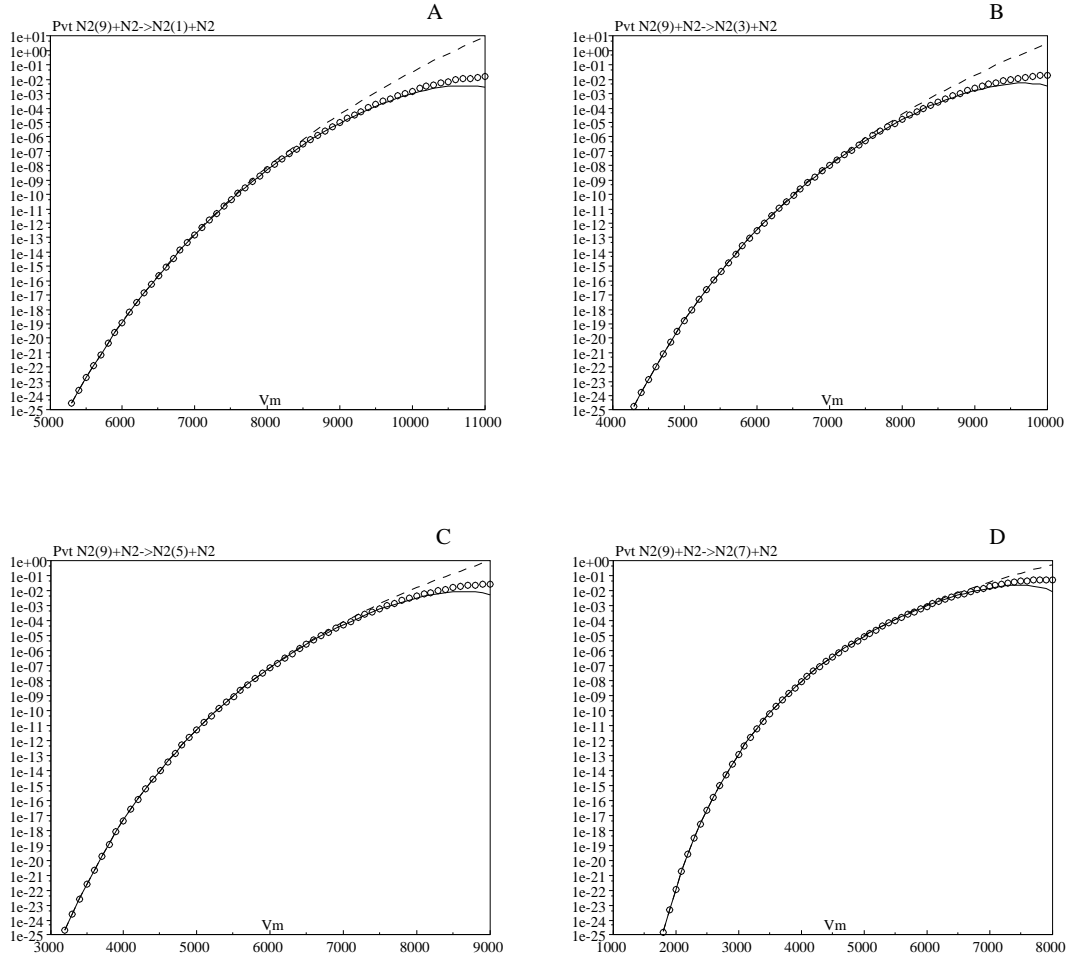 A
Pvt N2(9)+N2->N2(1)+N2
1e+01
1e+00
1e-01
1e-02
1e-03
1e-04
1e-05
1e-06
1e-07
1e-08
1e-09
1e-10
1e-11
1e-12
1e-13
1e-14
1e-15
1e-16
1e-17
1e-18
1e-19
1e-20
1e-21
1e-22
1e-23
1e-24
1e-25
Vm
5000 6000 7000 8000 9000 10000 11000
B
Pvt N2(9)+N2->N2(3)+N2
1e+01
1e+00
1e-01
1e-02
1e-03
1e-04
1e-05
1e-06
1e-07
1e-08
1e-09
1e-10
1e-11
1e-12
1e-13
1e-14
1e-15
1e-16
1e-17
1e-18
1e-19
1e-20
1e-21
1e-22
1e-23
1e-24
1e-25
Vm
4000 5000 6000 7000 8000 9000 10000
C
Pvt N2(9)+N2->N2(5)+N2
1e+00
1e-01
1e-02
1e-03
1e-04
1e-05
1e-06
1e-07
1e-08
1e-09
1e-10
1e-11
1e-12
1e-13
1e-14
1e-15
1e-16
1e-17
1e-18
1e-19
1e-20
1e-21
1e-22
1e-23
1e-24
1e-25
Vm
3000 4000 5000 6000 7000 8000 9000
D
Pvt N2(9)+N2->N2(7)+N2
1e+00
1e-01
1e-02
1e-03
1e-04
1e-05
1e-06
1e-07
1e-08
1e-09
1e-10
1e-11
1e-12
1e-13
1e-14
1e-15
1e-16
1e-17
1e-18
1e-19
1e-20
1e-21
1e-22
1e-23
1e-24
1e-25
Vm
1000 2000 3000 4000 5000 6000 7000 8000